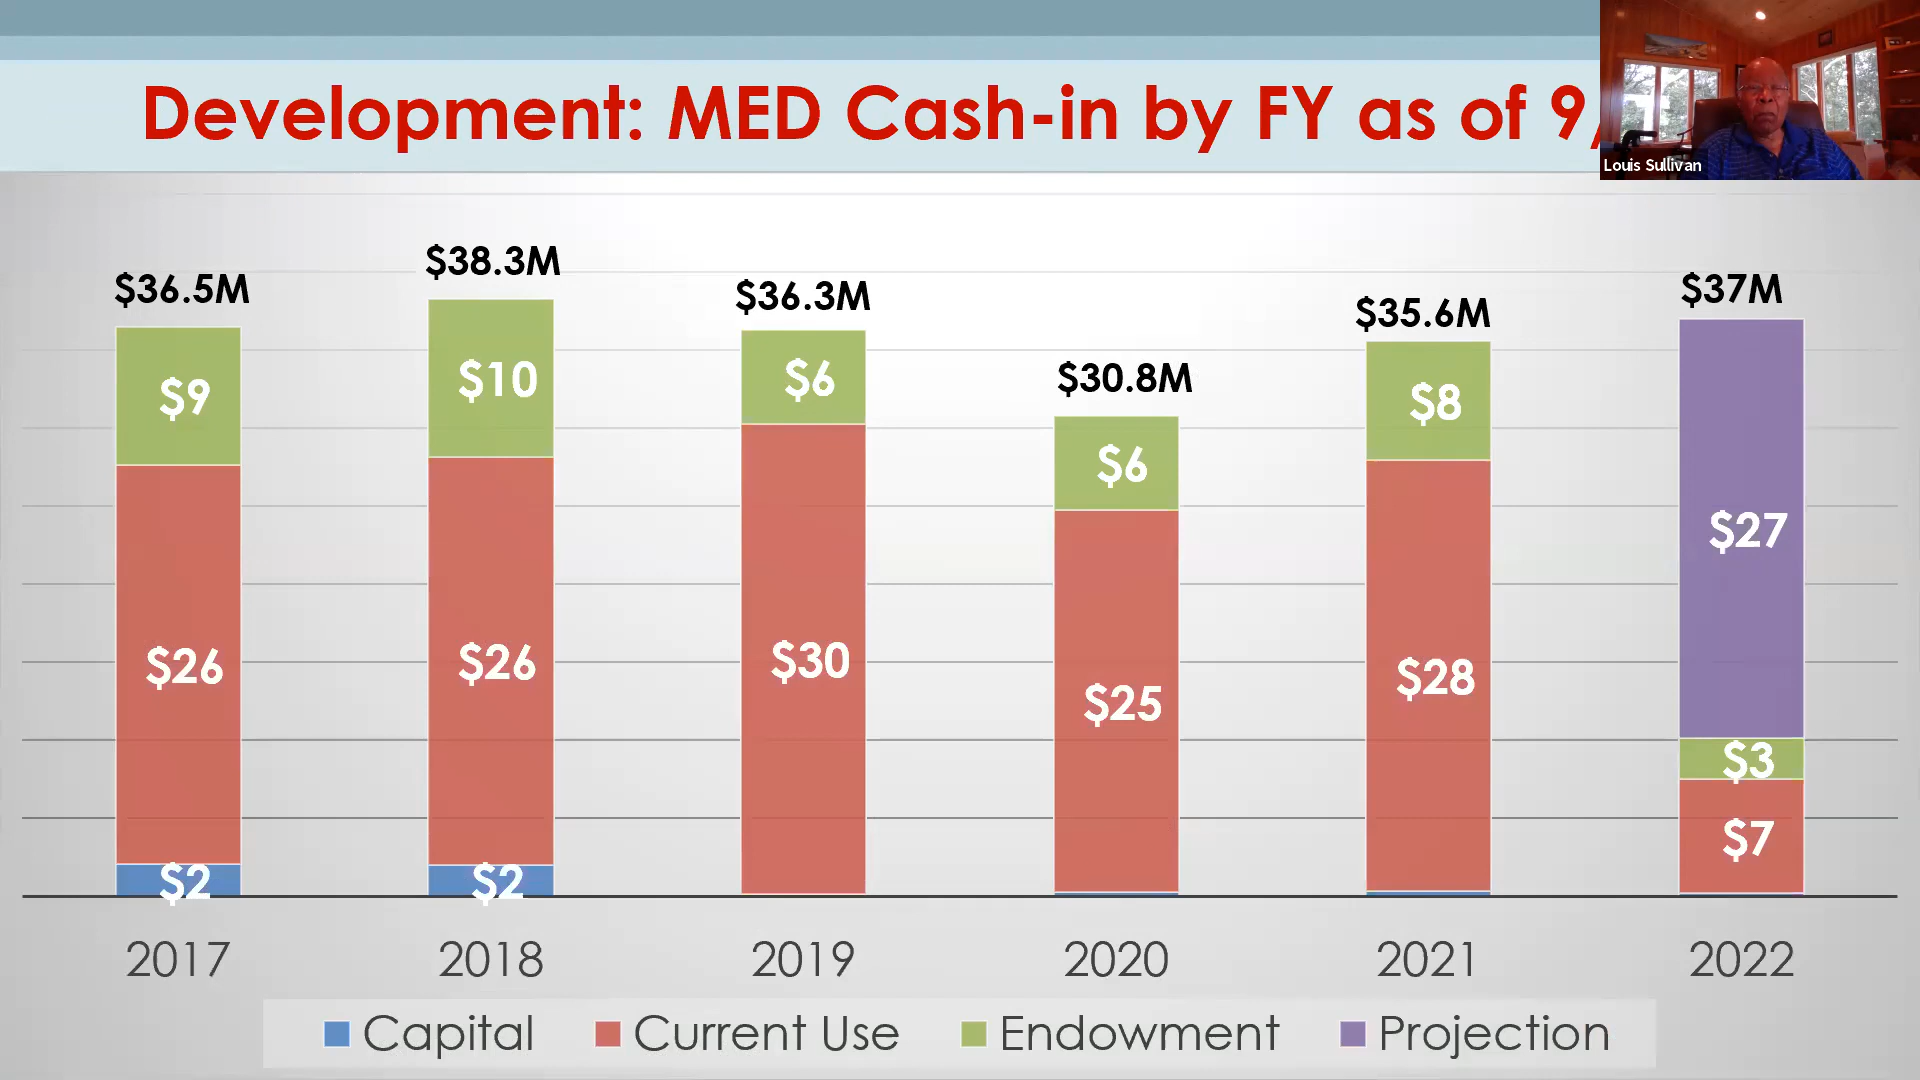 Development: MED Cash-in by FY as of 9/
Louis Sullivan
$36.5M
$38.3M
$36.3M
$30.8M
$35.6M
$37M
$9
$10
$6
$6
$8
$27
$26
$26
$30
$25
$28
$3
$7
$2
$2
2017
2018
2019
2020
2021
2022
Capital
Current Use
Endowment
Projection